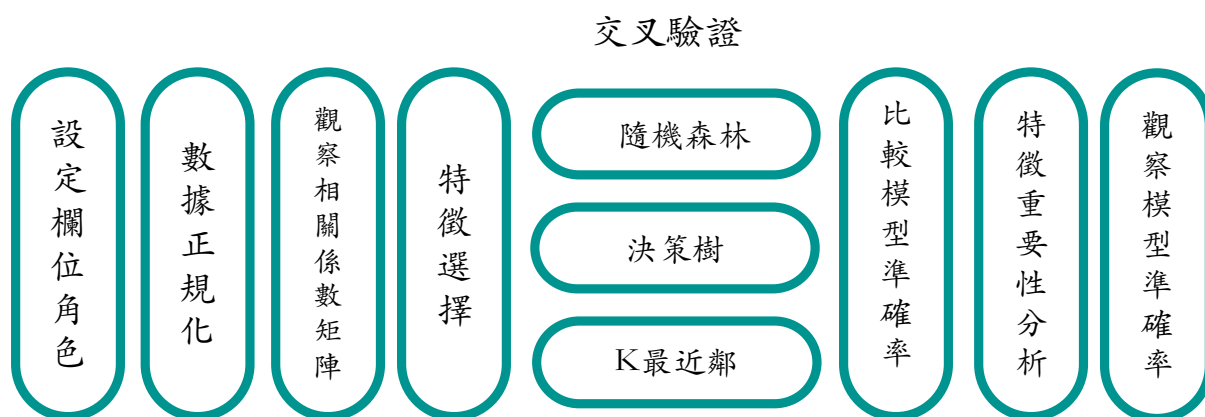 交叉驗證
設定欄位角色
數據正規化
觀察相關係數矩陣
特徵選擇
隨機森林
決策樹
K最近鄰
比較模型準確率
特徵重要性分析
觀察模型準確率